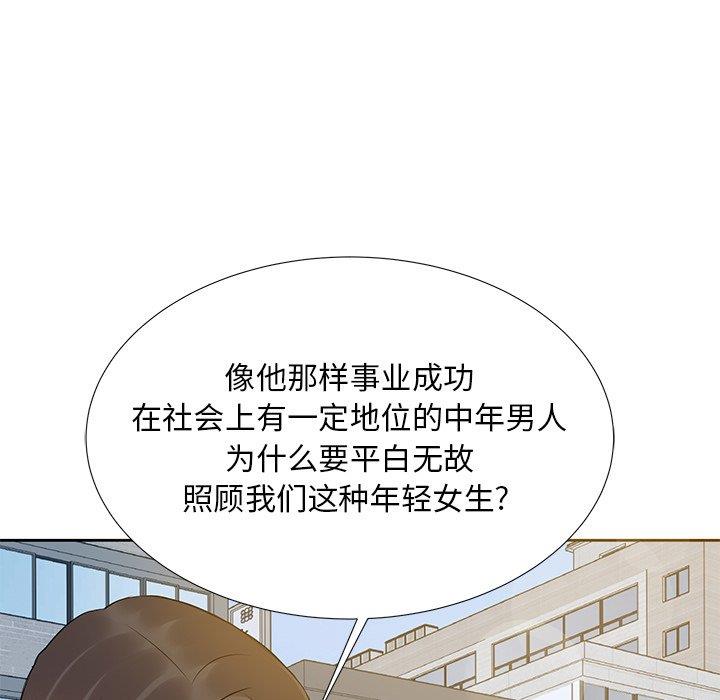 像他那样事业成功
在社会上有一定地位的中年男人
为什么要平白无故
照顾我们这种年轻女生?